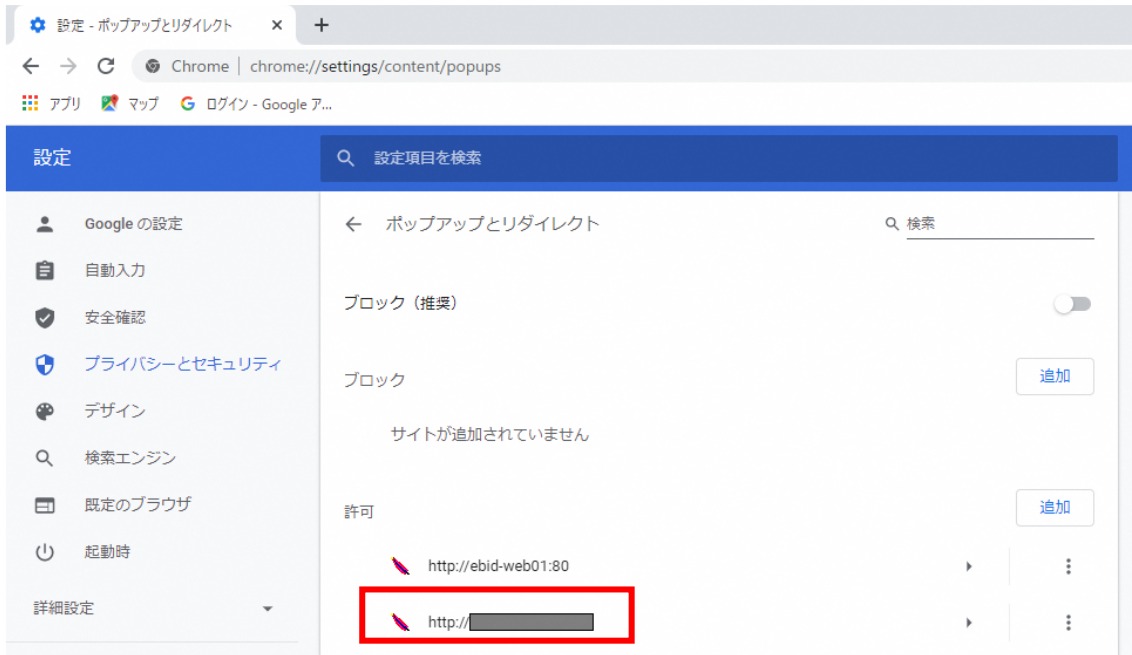 設定 - ポップアップとリダイレクト × +
Chrome | chrome://settings/content/popups
アプリ マップ ログイン - Google ア...
設定 設定項目を検索
Google の設定
自動入力
安全確認
プライバシーとセキュリティ
デザイン
検索エンジン
既定のブラウザ
起動時
詳細設定
ポップアップとリダイレクト 検索
ブロック（推奨）
ブロック 追加
サイトが追加されていません
許可 追加
http://ebid-web01:80
http://